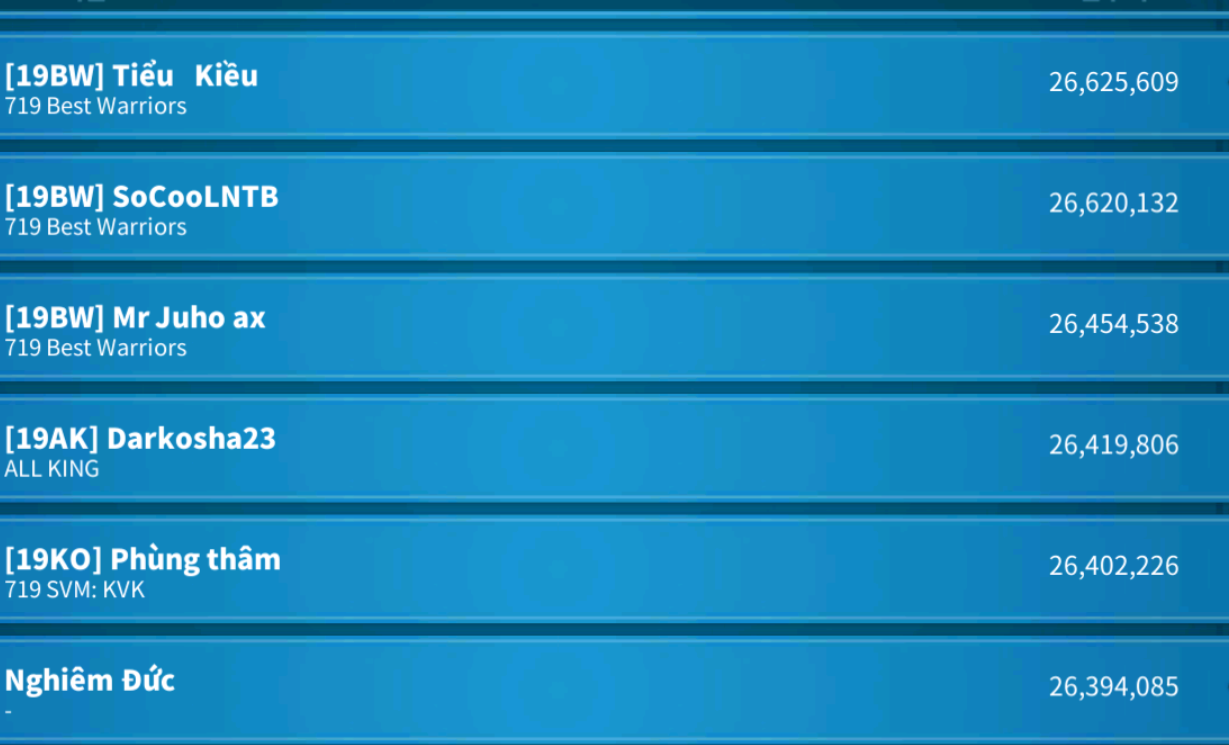 [19BW] Tiểu   Kiều
26,625,609
719 Best Warriors
[19BW] SoCooLNTB
26,620,132
719 Best Warriors
[19BW] Mr Juho ax
26,454,538
719 Best Warriors
[19AK] Darkosha23
26,419,806
ALL KING
[19KO] Phùng thâm
26,402,226
719 SVM: KVK
Nghiêm Đức
26,394,085
-